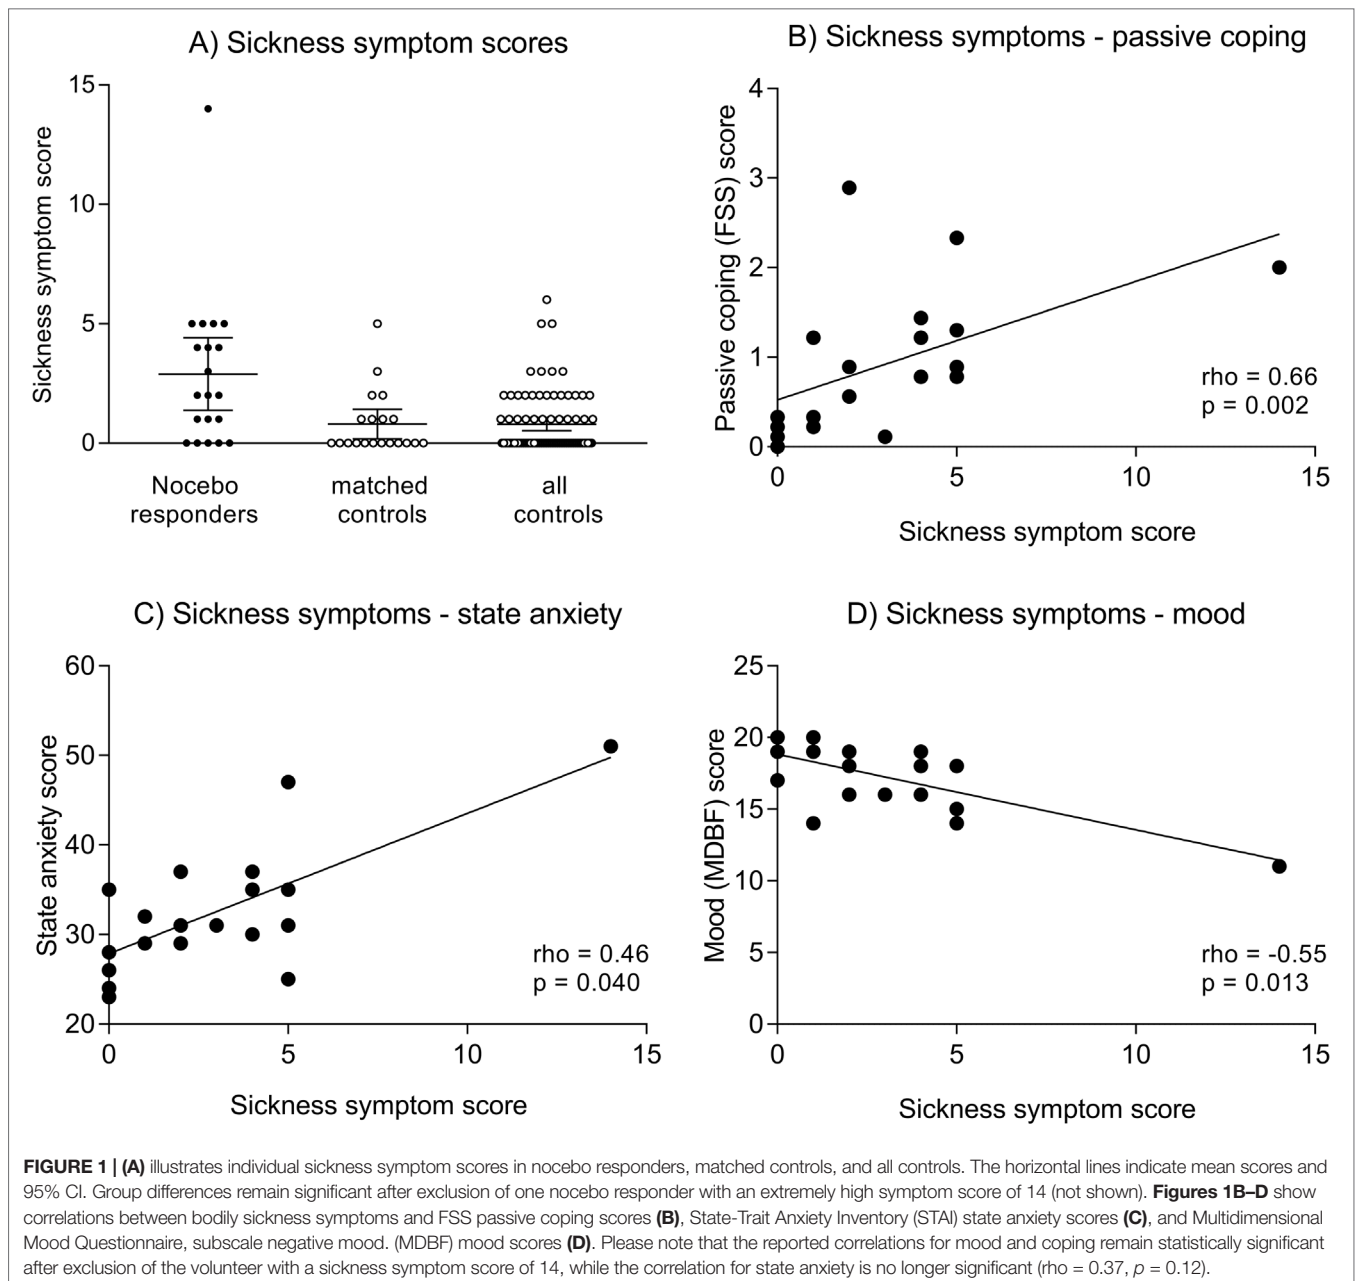 A) Sickness symptom scores
Sickness symptom score
15
10
5
0
Nocebo responders
matched controls
all controls
B) Sickness symptoms - passive coping
Passive coping (FSS) score
4
3
2
1
0
rho = 0.66
p = 0.002
0 5 10 15
Sickness symptom score
C) Sickness symptoms - state anxiety
State anxiety score
60
50
40
30
20
rho = 0.46
p = 0.040
0 5 10 15
Sickness symptom score
D) Sickness symptoms - mood
Mood (MDBF) score
25
20
15
10
5
0
rho = -0.55
p = 0.013
0 5 10 15
Sickness symptom score
FIGURE 1 | (A) illustrates individual sickness symptom scores in nocebo responders, matched controls, and all controls. The horizontal lines indicate mean scores and
95% CI. Group differences remain significant after exclusion of one nocebo responder with an extremely high symptom score of 14 (not shown). Figures 1B–D show
correlations between bodily sickness symptoms and FSS passive coping scores (B), State-Trait Anxiety Inventory (STAI) state anxiety scores (C), and Multidimensional
Mood Questionnaire, subscale negative mood. (MDBF) mood scores (D). Please note that the reported correlations for mood and coping remain statistically significant
after exclusion of the volunteer with a sickness symptom score of 14, while the correlation for state anxiety is no longer significant (rho = 0.37, p = 0.12).